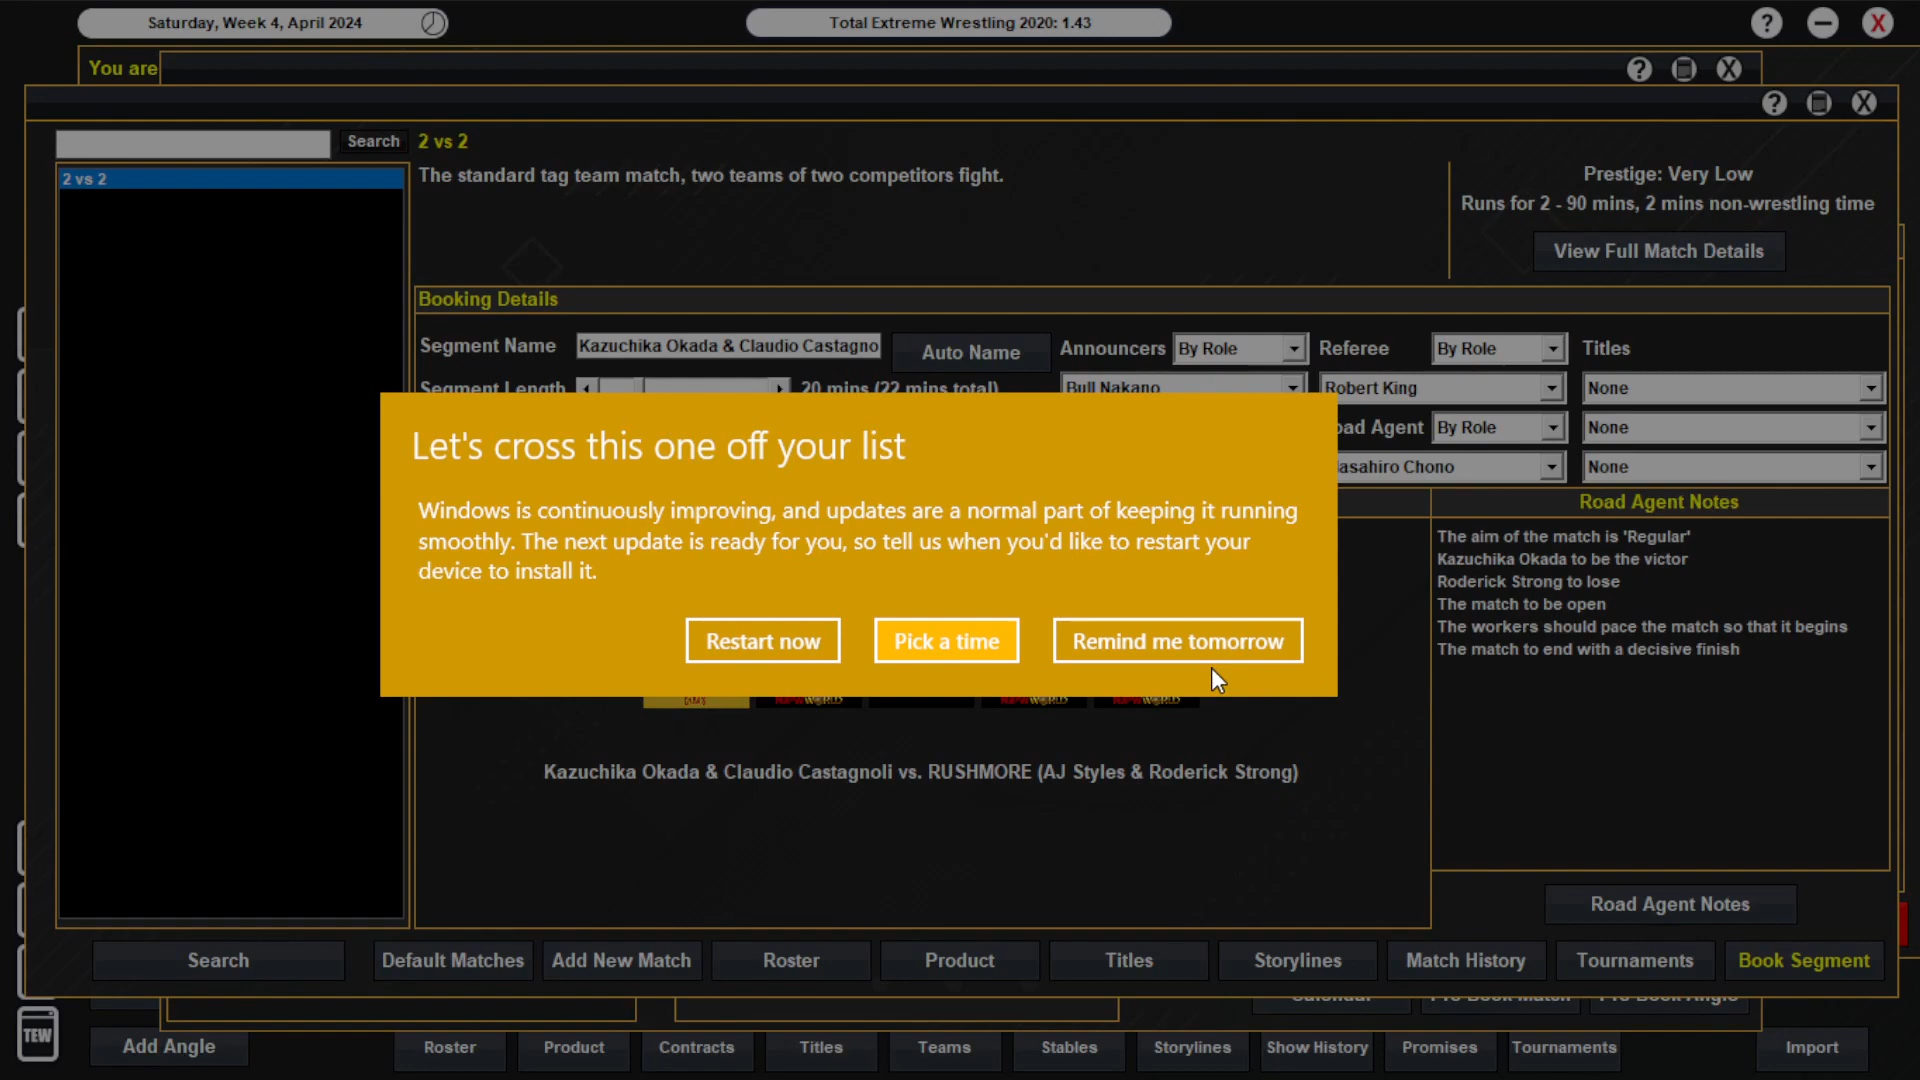 Saturday, Week 4, April 2024
Total Extreme Wrestling 2020: 1.43
You are
Search
2 vs 2
2 vs 2
The standard tag team match, two teams of two competitors fight.
Prestige: Very Low
Runs for 2 - 90 mins, 2 mins non-wrestling time
View Full Match Details
Booking Details
Segment Name
Kazuchika Okada & Claudio Castagno
Auto Name
Announcers
By Role
Referee
By Role
Titles
Segment Length
20 mins (22 mins total)
Bull Nakano
Robert King
None
By Role
None
None
Let's cross this one off your list
Windows is continuously improving, and updates are a normal part of keeping it running
smoothly. The next update is ready for you, so tell us when you'd like to restart your
device to install it.
Restart now
Pick a time
Remind me tomorrow
oad Agent
asahiro Chono
Road Agent Notes
The aim of the match is 'Regular'
Kazuchika Okada to be the victor
Roderick Strong to lose
The match to be open
The workers should pace the match so that it begins
The match to end with a decisive finish
Kazuchika Okada & Claudio Castagnoli vs. RUSHMORE (AJ Styles & Roderick Strong)
Road Agent Notes
Search
Default Matches
Add New Match
Roster
Product
Titles
Storylines
Match History
Tournaments
Book Segment
TEW
Add Angle
Roster
Product
Contracts
Titles
Teams
Stables
Storylines
Show History
Promises
Tournaments
Import